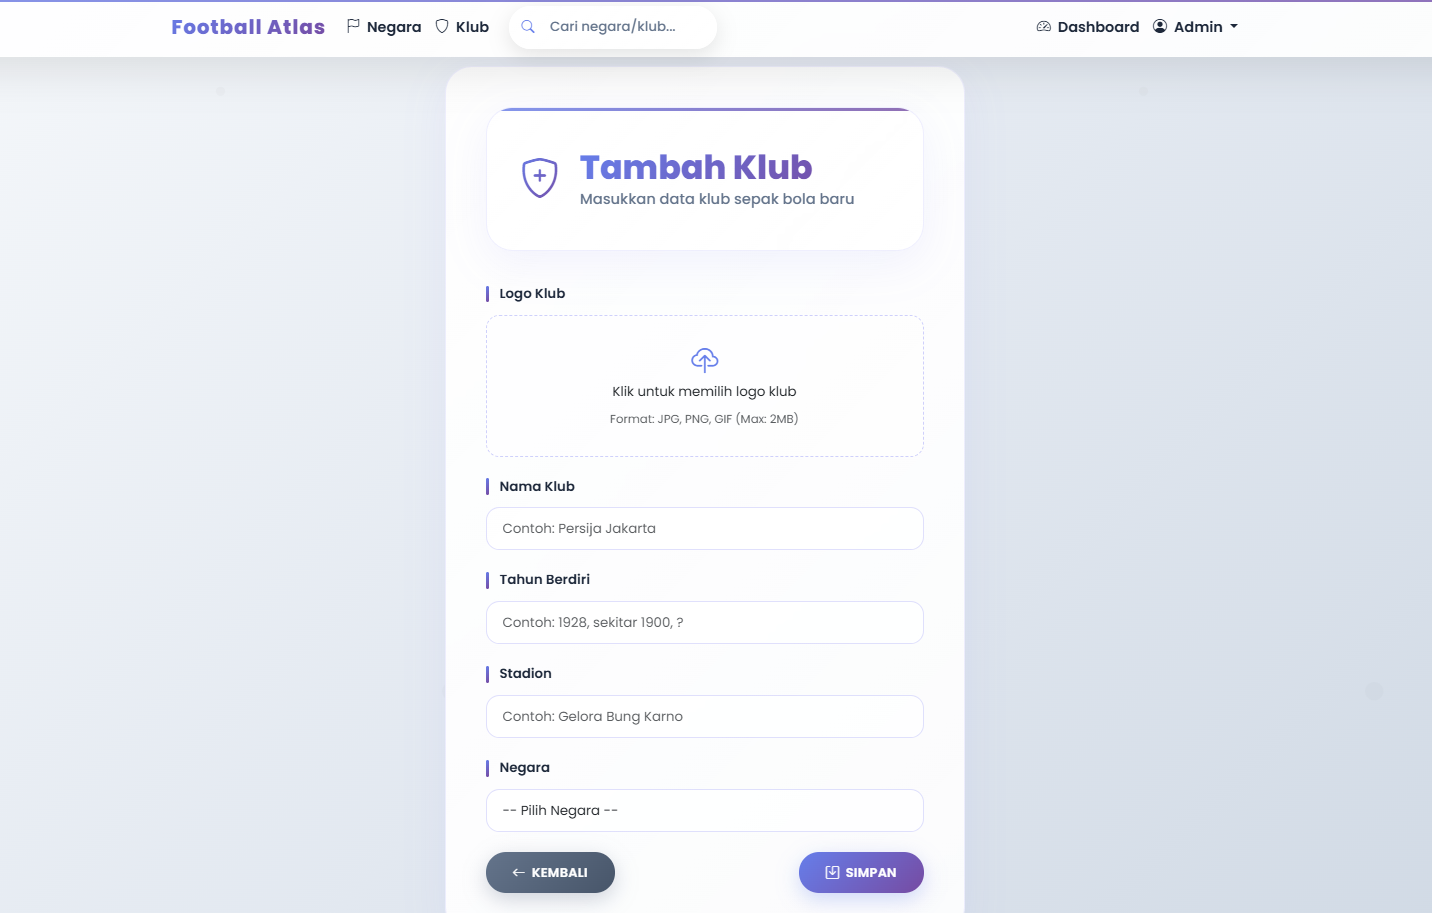 Football Atlas
Negara
Klub
Cari negara/klub...
Dashboard
Admin
Tambah Klub
Masukkan data klub sepak bola baru
Logo Klub
Klik untuk memilih logo klub
Format: JPG, PNG, GIF (Max: 2MB)
Nama Klub
Contoh: Persija Jakarta
Tahun Berdiri
Contoh: 1928, sekitar 1900, ?
Stadion
Contoh: Gelora Bung Karno
Negara
-- Pilih Negara --
KEMBALI
SIMPAN